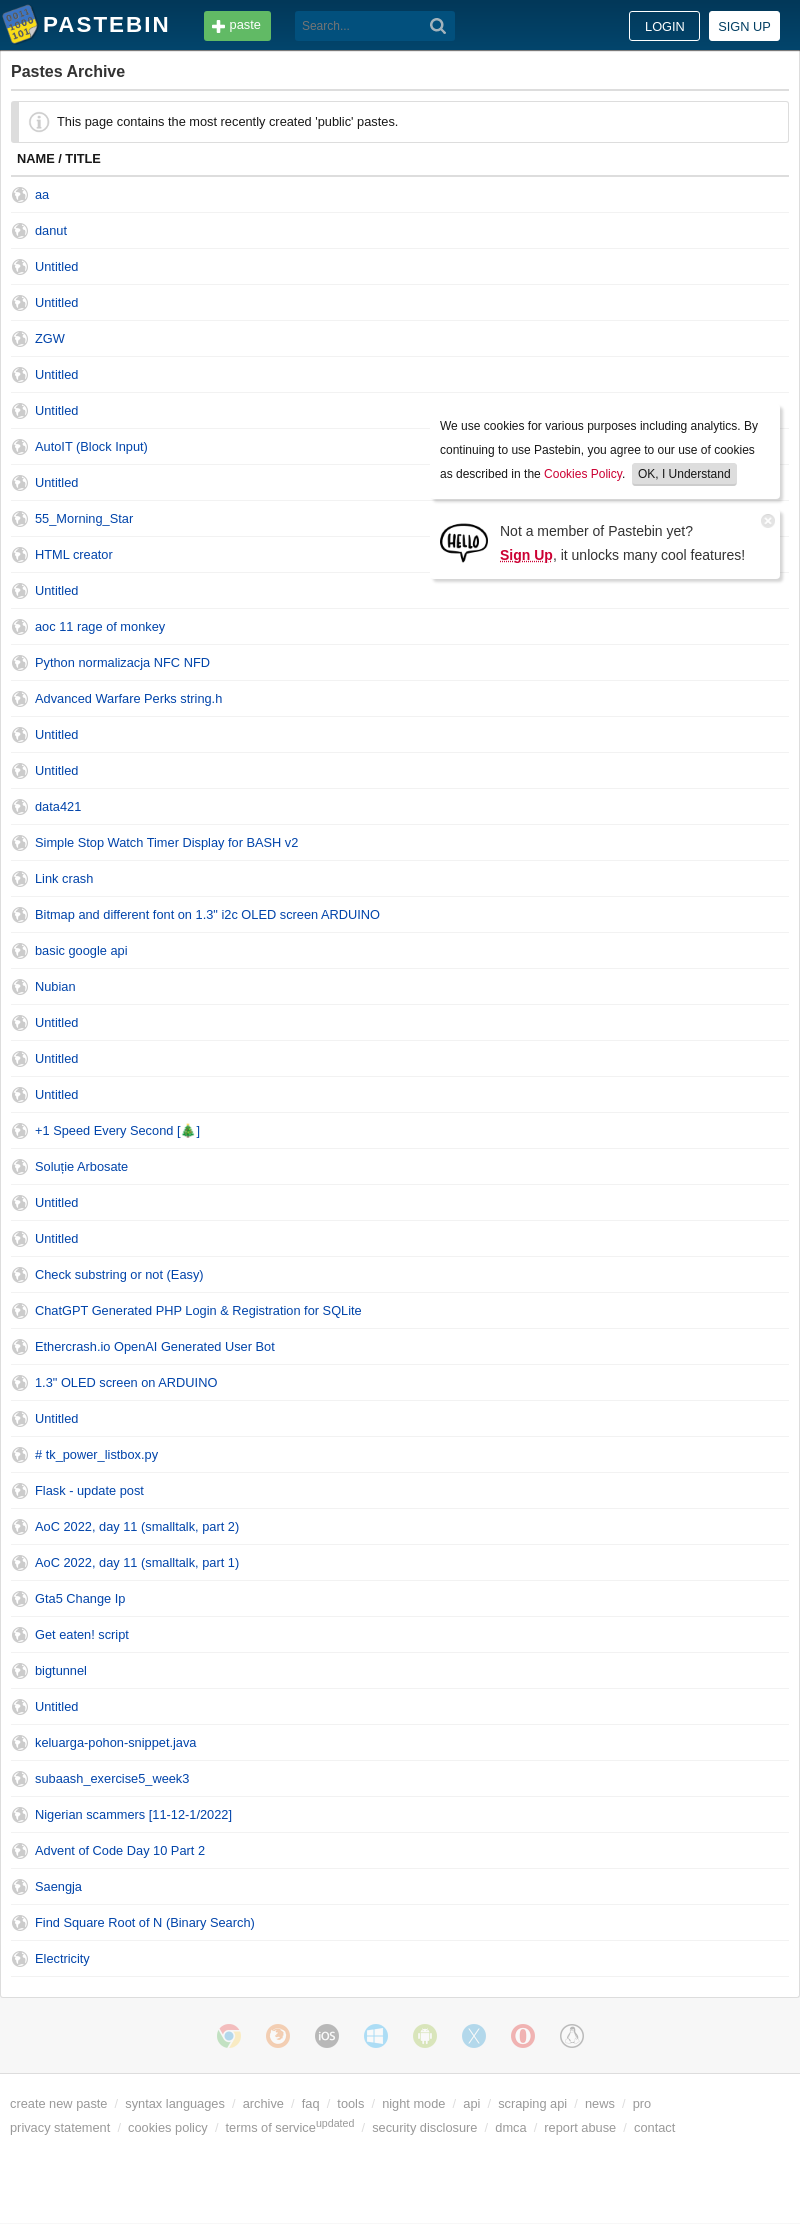 PASTEBIN
paste
Search...
LOGIN
SIGN UP
Pastes Archive
This page contains the most recently created 'public' pastes.
NAME / TITLE
aa
danut
Untitled
Untitled
ZGW
Untitled
Untitled
AutoIT (Block Input)
Untitled
55_Morning_Star
HTML creator
Untitled
We use cookies for various purposes including analytics. By
continuing to use Pastebin, you agree to our use of cookies
as described in the Cookies Policy. OK, I Understand
HELLO
Not a member of Pastebin yet?
Sign Up, it unlocks many cool features!
aoc 11 rage of monkey
Python normalizacja NFC NFD
Advanced Warfare Perks string.h
Untitled
Untitled
data421
Simple Stop Watch Timer Display for BASH v2
Link crash
Bitmap and different font on 1.3" i2c OLED screen ARDUINO
basic google api
Nubian
Untitled
Untitled
Untitled
+1 Speed Every Second [🎄]
Soluție Arbosate
Untitled
Untitled
Check substring or not (Easy)
ChatGPT Generated PHP Login & Registration for SQLite
Ethercrash.io OpenAI Generated User Bot
1.3" OLED screen on ARDUINO
Untitled
# tk_power_listbox.py
Flask - update post
AoC 2022, day 11 (smalltalk, part 2)
AoC 2022, day 11 (smalltalk, part 1)
Gta5 Change Ip
Get eaten! script
bigtunnel
Untitled
keluarga-pohon-snippet.java
subaash_exercise5_week3
Nigerian scammers [11-12-1/2022]
Advent of Code Day 10 Part 2
Saengja
Find Square Root of N (Binary Search)
Electricity
iOS
create new paste / syntax languages / archive / faq / tools / night mode / api / scraping api / news / pro
privacy statement / cookies policy / terms of service updated / security disclosure / dmca / report abuse / contact